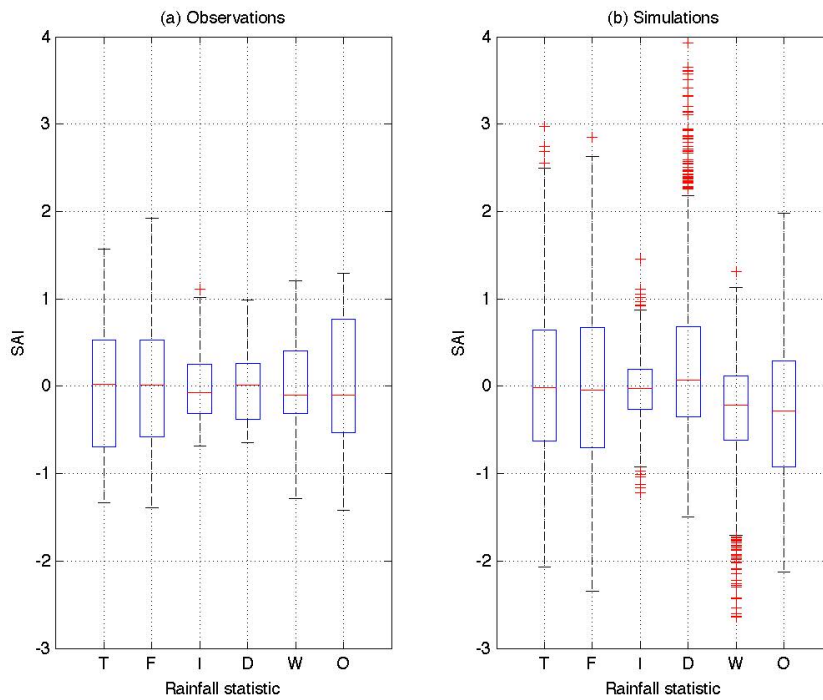 (a) Observations
4
3
2
1
0
-1
-2
-3
SAI
T F I D W O
Rainfall statistic
(b) Simulations
4
3
2
1
0
-1
-2
-3
SAI
T F I D W O
Rainfall statistic